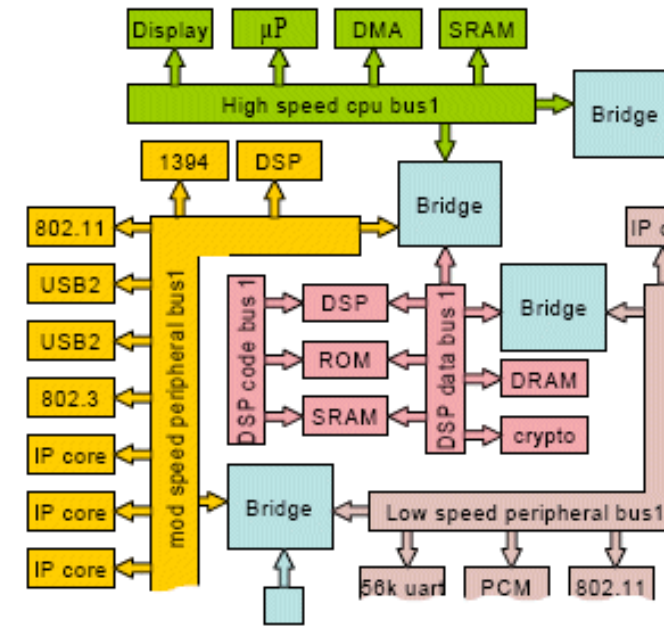 Display
μP
DMA
SRAM
High speed cpu bus1
Bridge
1394
DSP
Bridge
802.11
IP c
USB2
mod speed peripheral bus1
DSP code bus 1
DSP
DSP data bus 1
Bridge
USB2
ROM
DRAM
802.3
SRAM
crypto
IP core
Bridge
IP core
Low speed peripheral bus1
IP core
56k uart
PCM
802.11